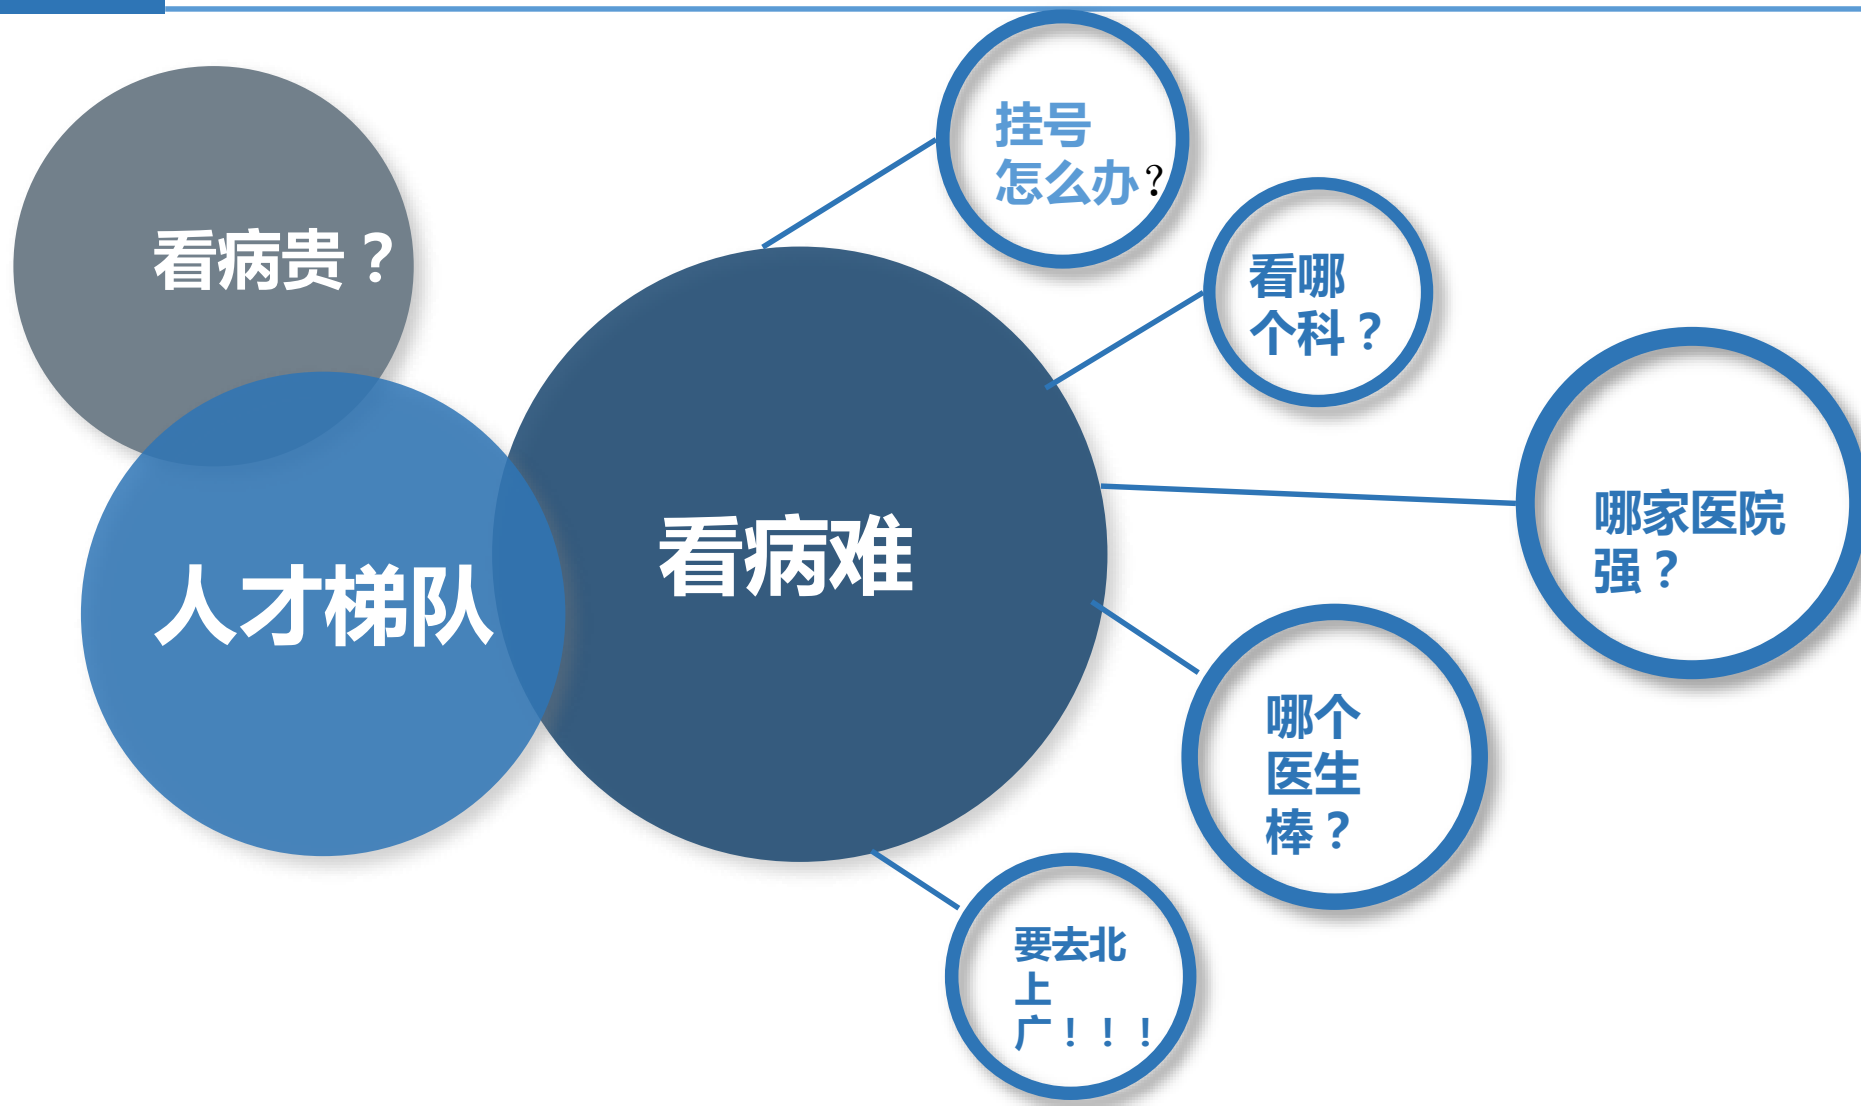 看病贵？
人才梯队
看病难
挂号
怎么办?
看哪
个科？
哪家医院
强？
哪个
医生
棒？
要去北
上
广！！！